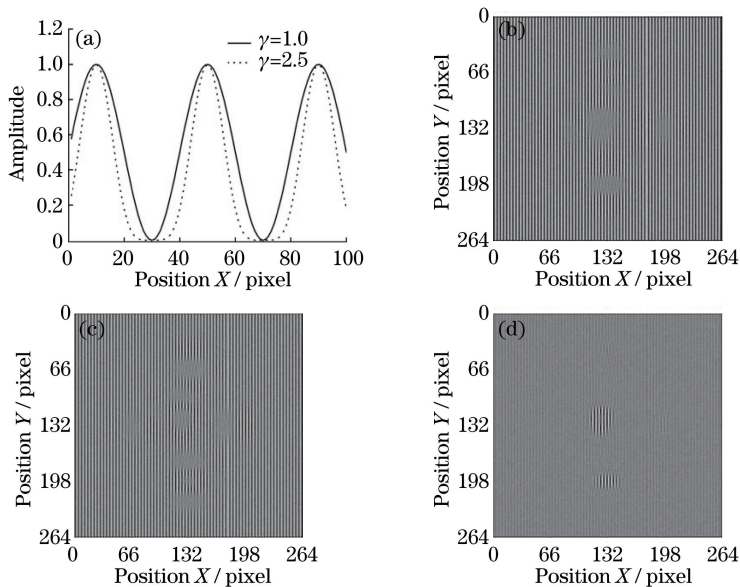 (a)
γ=1.0
γ=2.5
Amplitude
1.2
1.0
0.8
0.6
0.4
0.2
0
0 20 40 60 80 100
Position X / pixel
(b)
Position Y / pixel
0
66
132
198
264
0 66 132 198 264
Position X / pixel
(c)
Position Y / pixel
0
66
132
198
264
0 66 132 198 264
Position X / pixel
(d)
Position Y / pixel
0
66
132
198
264
0 66 132 198 264
Position X / pixel